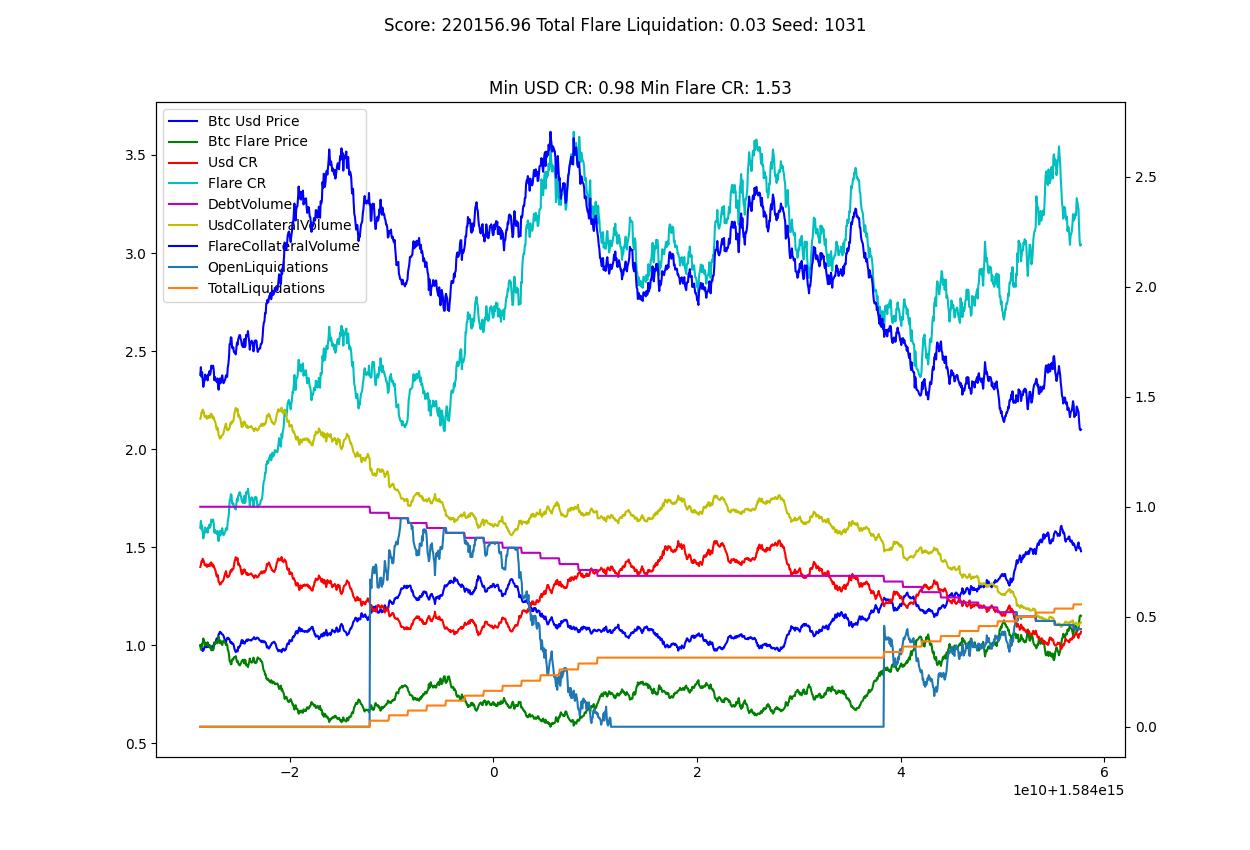 Score: 220156.96 Total Flare Liquidation: 0.03 Seed: 1031
Min USD CR: 0.98 Min Flare CR: 1.53
Btc Usd Price
Btc Flare Price
Usd CR
Flare CR
DebtVolume
UsdCollateralVolume
FlareCollateralVolume
OpenLiquidations
TotalLiquidations
3.5
3.0
2.5
2.0
1.5
1.0
0.5
2.5
2.0
1.5
1.0
0.5
0.0
−2
0
2
4
6
1e10+1.584e15